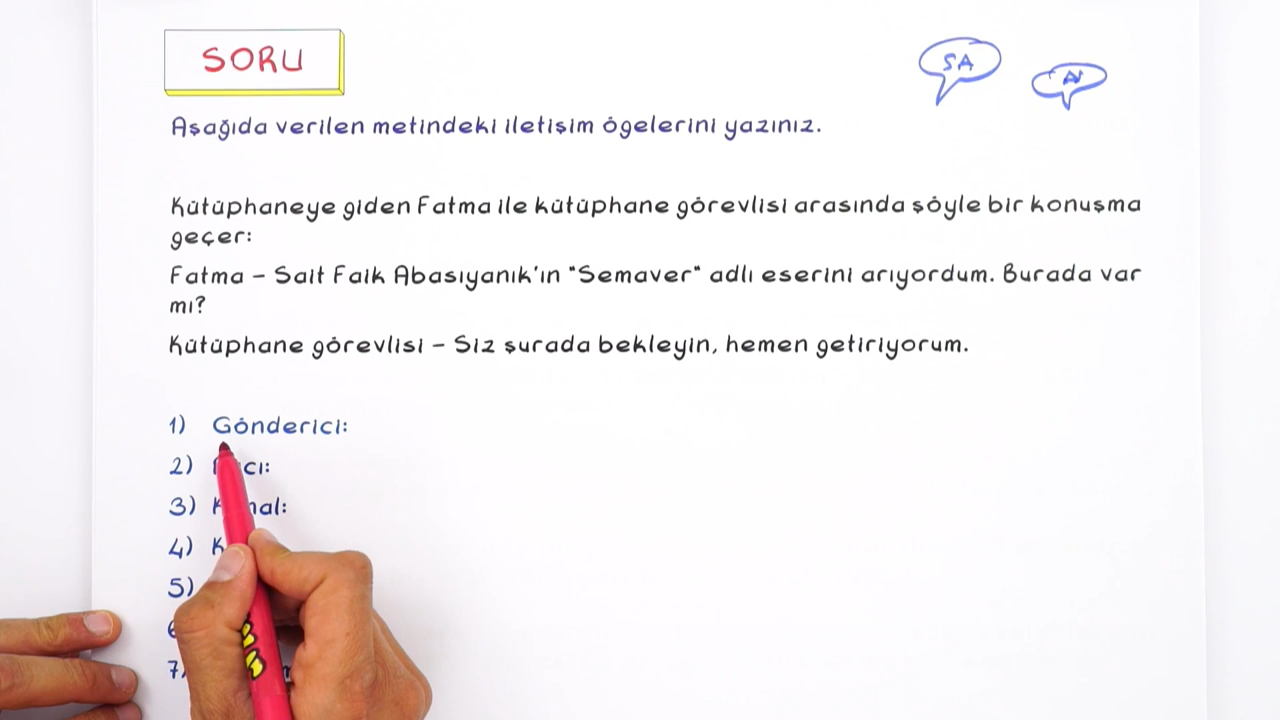 SORU
SA
Aşağıda verilen metindeki iletişim ögelerini yazınız.
Kütüphaneye giden Fatma ile kütüphane görevlisi arasında şöyle bir konuşma
geçer:
Fatma – Sait Faik Abasıyanık'ın "Semaver" adlı eserini arıyordum. Burada var
mı?
Kütüphane görevlisi – Siz şurada bekleyin, hemen getiriyorum.
1) Gönderici:
2)
3)
4)
5)